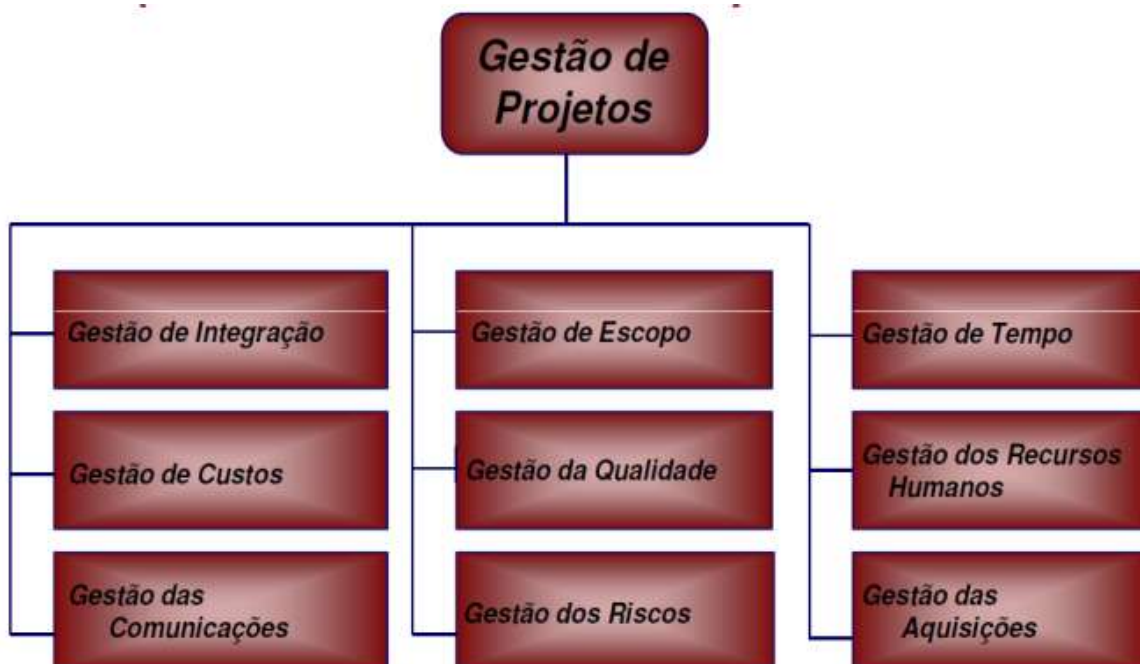 Gestão de
Projetos
Gestão de Integração
Gestão de Escopo
Gestão de Tempo
Gestão de Custos
Gestão da Qualidade
Gestão dos Recursos
Humanos
Gestão das
Comunicações
Gestão dos Riscos
Gestão das
Aquisições